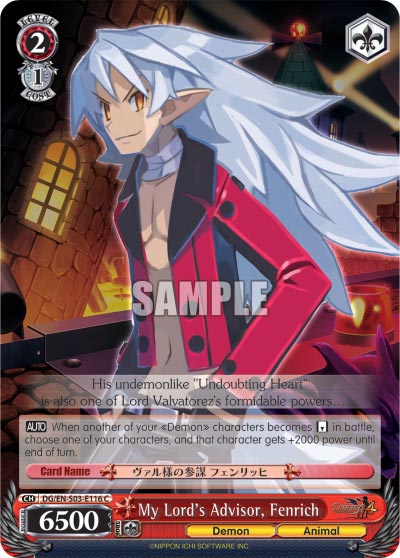 LEVEL
2
1
COST
SAMPLE
His undemonlike "Undoubting Heart"
is also one of Lord Valvatorez's formidable powers……
AUTO When another of your «Demon» characters becomes in battle,
choose one of your characters, and that character gets +2000 power until
end of turn.
Card Name ヴァル様の参謀 フェンリッヒ
CH DG/EN-S03-E116 C
My Lord's Advisor, Fenrich
POWER 6500 SOUL
Demon Animal
©NIPPON ICHI SOFTWARE INC.